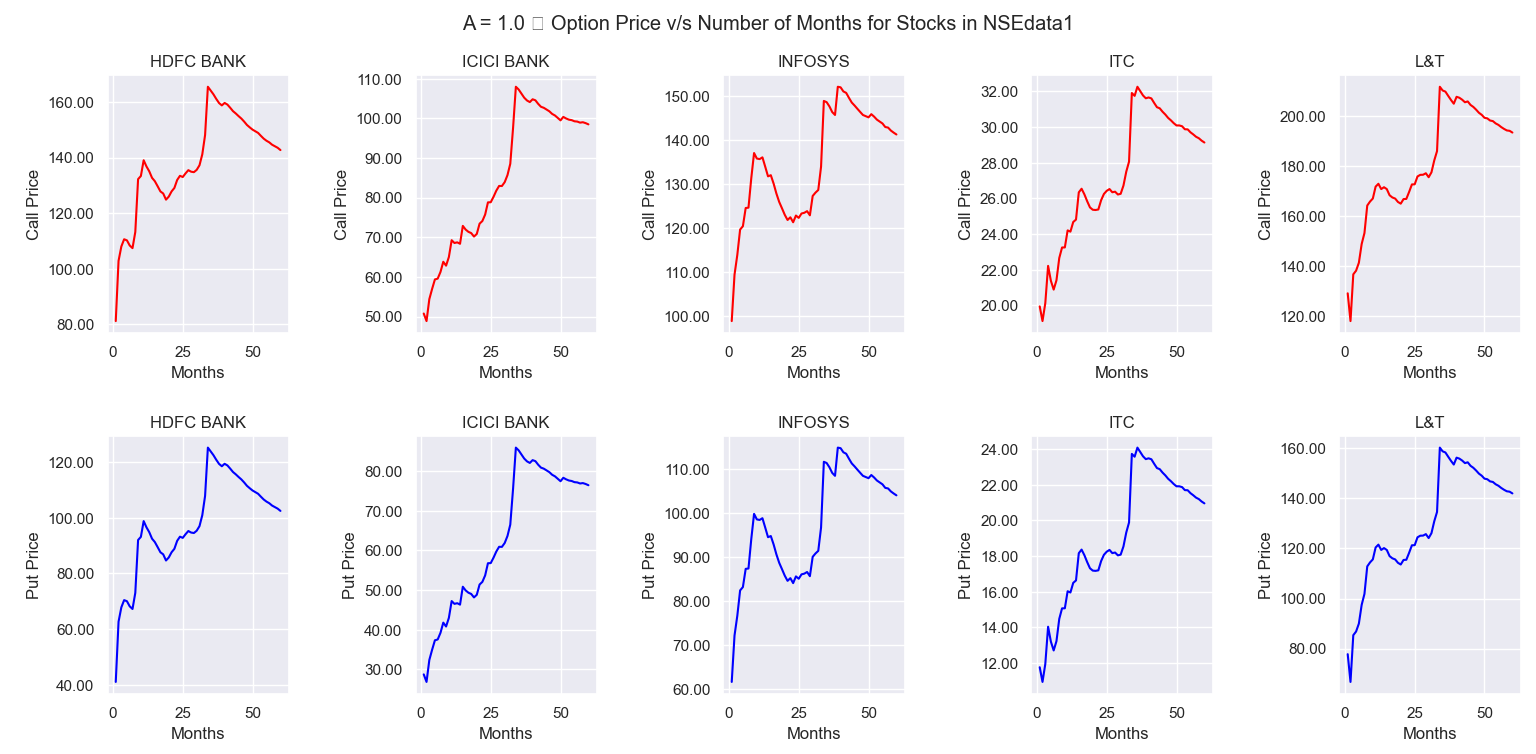 A = 1.0 □ Option Price v/s Number of Months for Stocks in NSEdata1
HDFC BANK
Call Price
160.00
140.00
120.00
100.00
80.00
0 25 50
Months
ICICI BANK
Call Price
110.00
100.00
90.00
80.00
70.00
60.00
50.00
0 25 50
Months
INFOSYS
Call Price
150.00
140.00
130.00
120.00
110.00
100.00
0 25 50
Months
ITC
Call Price
32.00
30.00
28.00
26.00
24.00
22.00
20.00
0 25 50
Months
L&T
Call Price
200.00
180.00
160.00
140.00
120.00
0 25 50
Months
HDFC BANK
Put Price
120.00
100.00
80.00
60.00
40.00
0 25 50
Months
ICICI BANK
Put Price
80.00
70.00
60.00
50.00
40.00
30.00
0 25 50
Months
INFOSYS
Put Price
110.00
100.00
90.00
80.00
70.00
60.00
0 25 50
Months
ITC
Put Price
24.00
22.00
20.00
18.00
16.00
14.00
12.00
0 25 50
Months
L&T
Put Price
160.00
140.00
120.00
100.00
80.00
0 25 50
Months